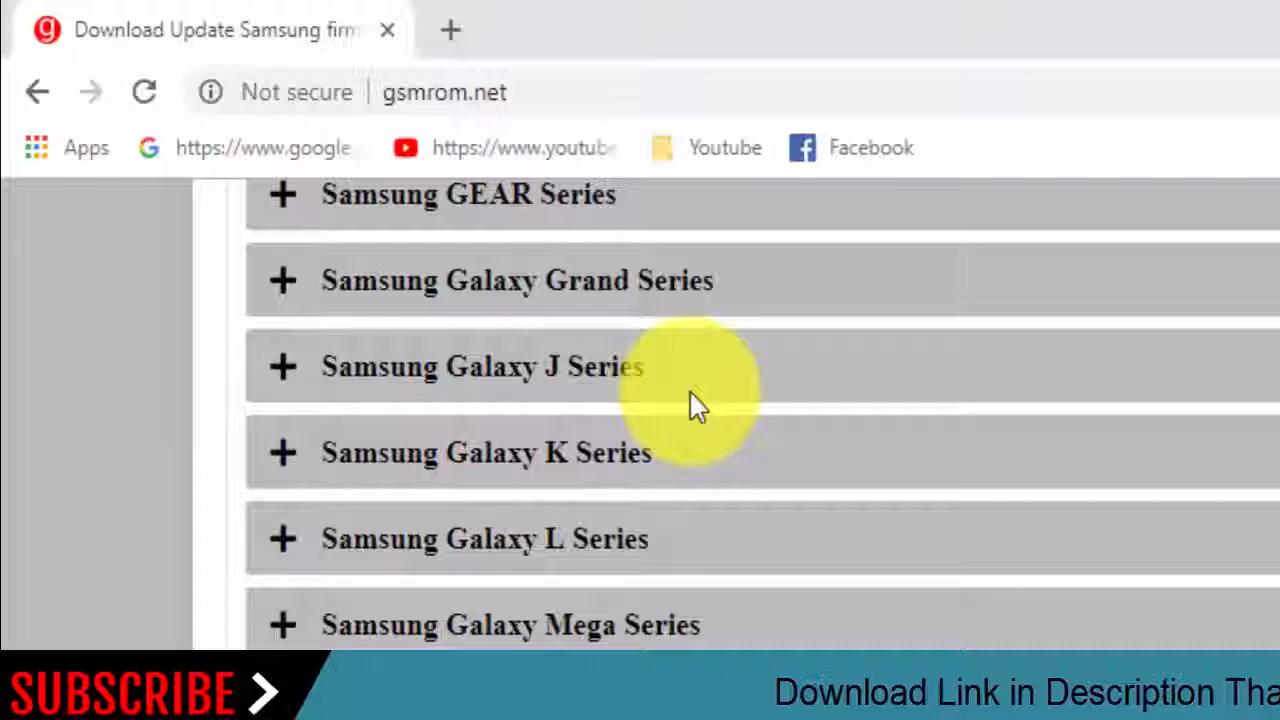 g Download Update Samsung firm
Not secure gsmrom.net
Apps https://www.google https://www.youtube Youtube Facebook
Samsung GEAR Series
Samsung Galaxy Grand Series
Samsung Galaxy J Series
Samsung Galaxy K Series
Samsung Galaxy L Series
Samsung Galaxy Mega Series
SUBSCRIBE
Download Link in Description Tha